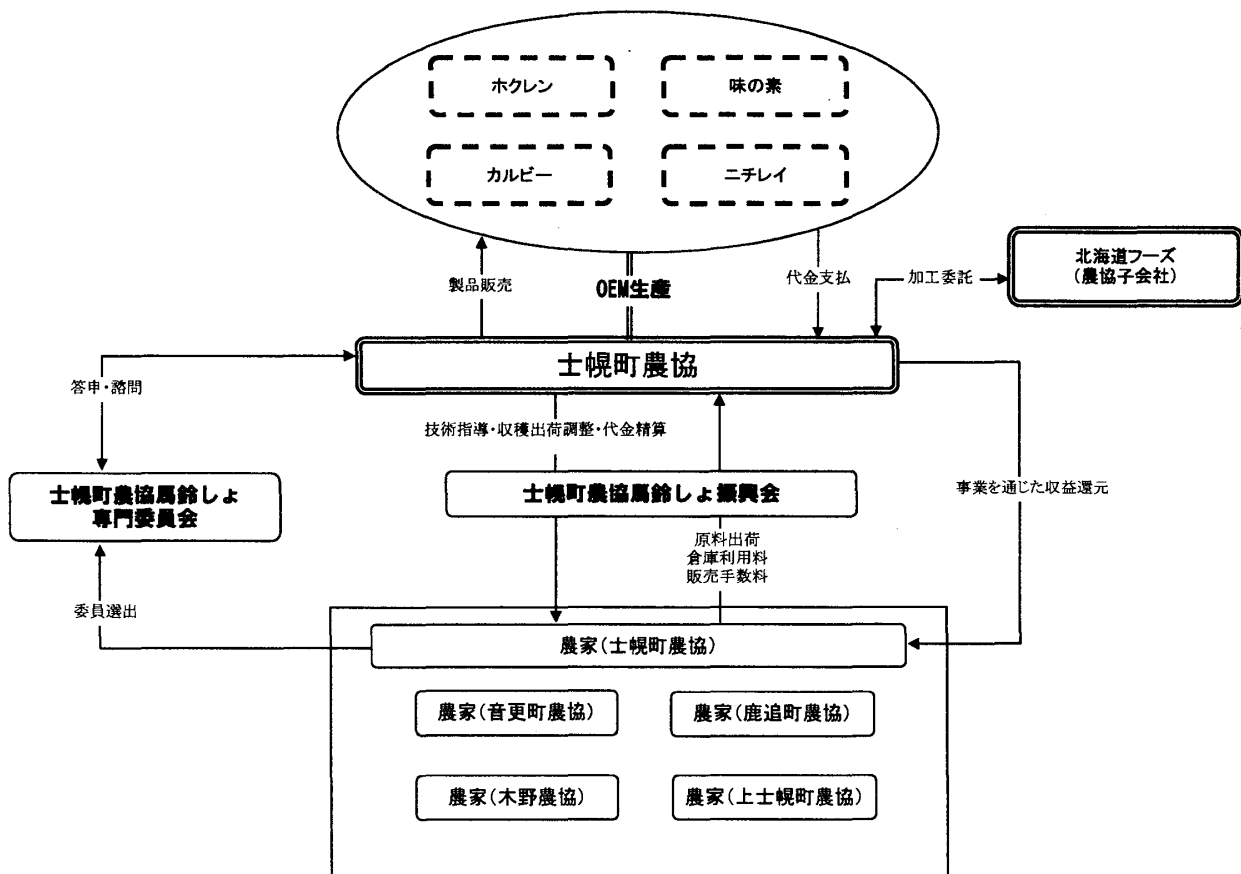 ホクレン
味の素
カルビー
ニチレイ
製品販売
OEM生産
代金支払
加工委託
北海道フーズ
(農協子会社)
士幌町農協
答申・諮問
技術指導・収穫出荷調整・代金精算
士幌町農協馬鈴しょ
専門委員会
士幌町農協馬鈴しょ振興会
事業を通じた収益還元
原料出荷
倉庫利用料
販売手数料
委員選出
農家(士幌町農協)
農家(音更町農協)
農家(鹿追町農協)
農家(木野農協)
農家(上士幌町農協)